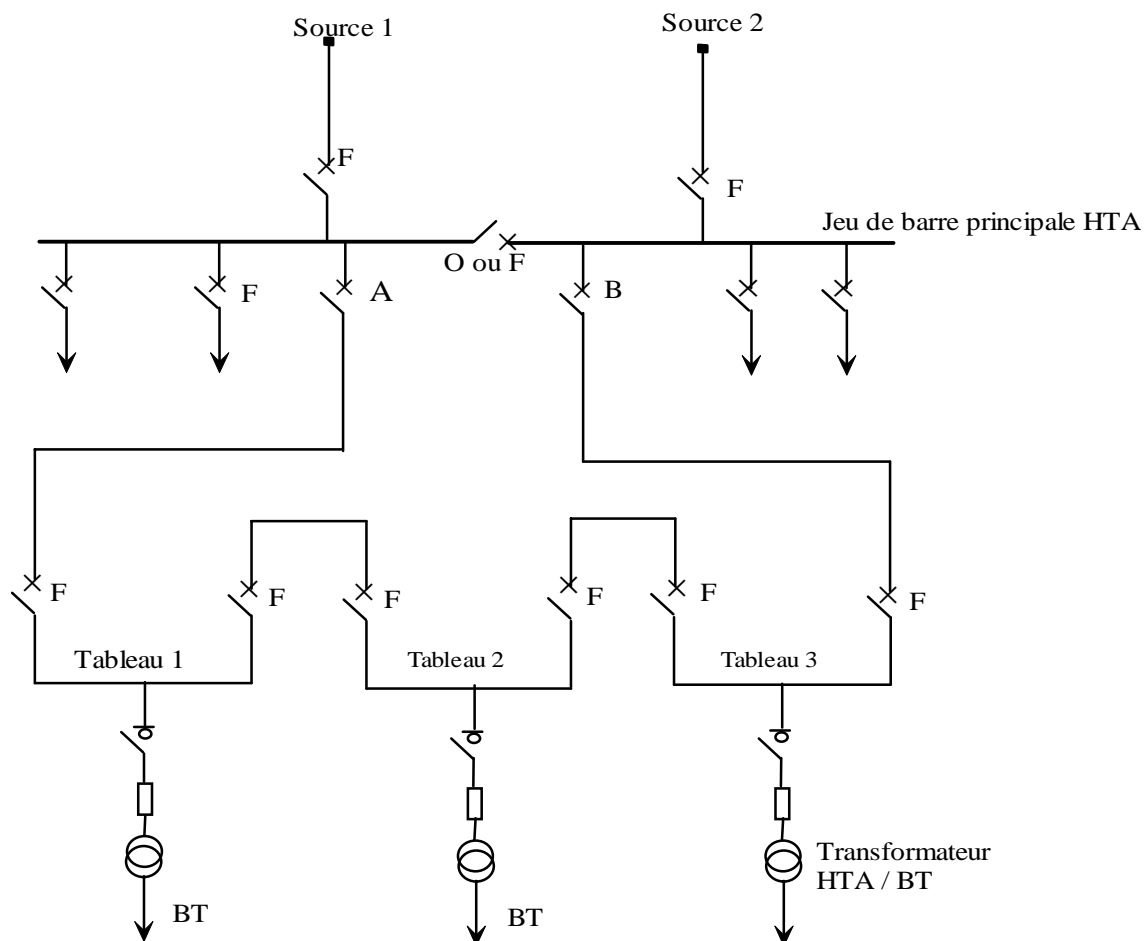 Source 1
Source 2
F
F
Jeu de barre principale HTA
O ou F
F
A
B
F
F
F
F
F
F
Tableau 1
Tableau 2
Tableau 3
Transformateur
HTA / BT
BT
BT